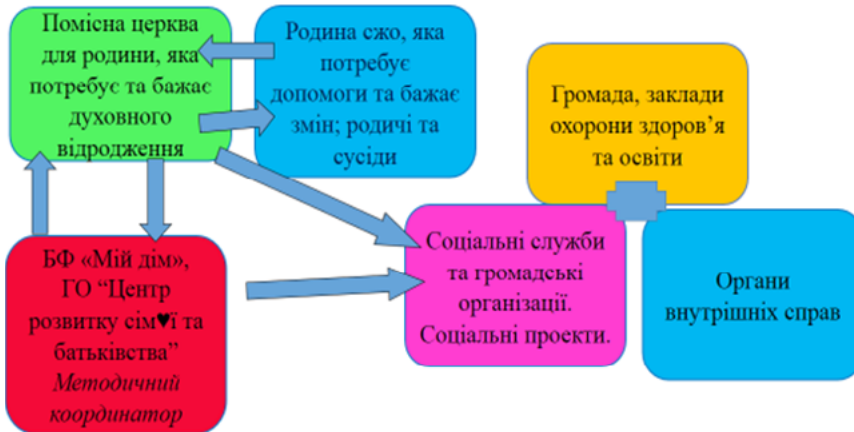 Помісна церква
для родини, яка
потребує та бажає
духовного
відродження
Родина сжо, яка
потребує
допомоги та бажає
змін; родичі та
сусіди
Громада, заклади
охорони здоров’я
та освіти
БФ «Мій дім»,
ГО “Центр
розвитку сім♥ї та
батьківства”
Методичний
координатор
Соціальні служби
та громадські
організації.
Соціальні проекти.
Органи
внутрішніх справ